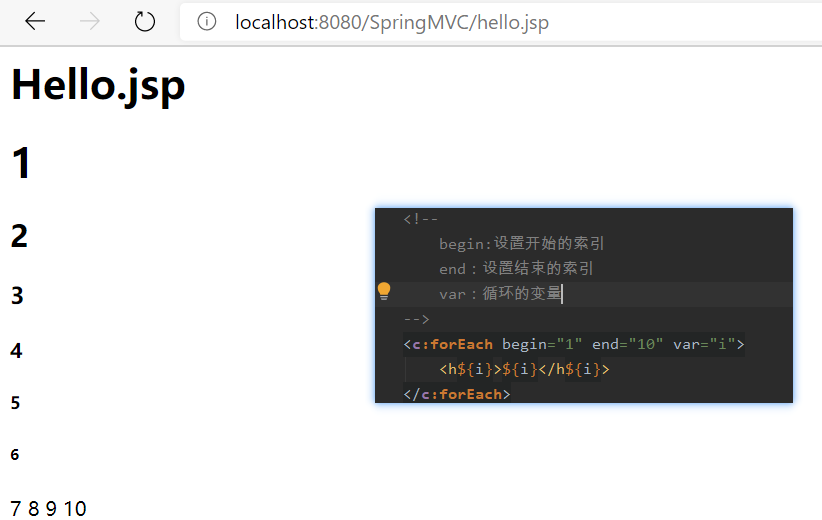 localhost:8080/SpringMVC/hello.jsp
Hello.jsp
1
2
3
4
5
6
7 8 9 10
<!--
begin:设置开始的索引
end：设置结束的索引
var：循环的变量
-->
<c:forEach begin="1" end="10" var="i">
<h${i}>${i}</h${i}>
</c:forEach>